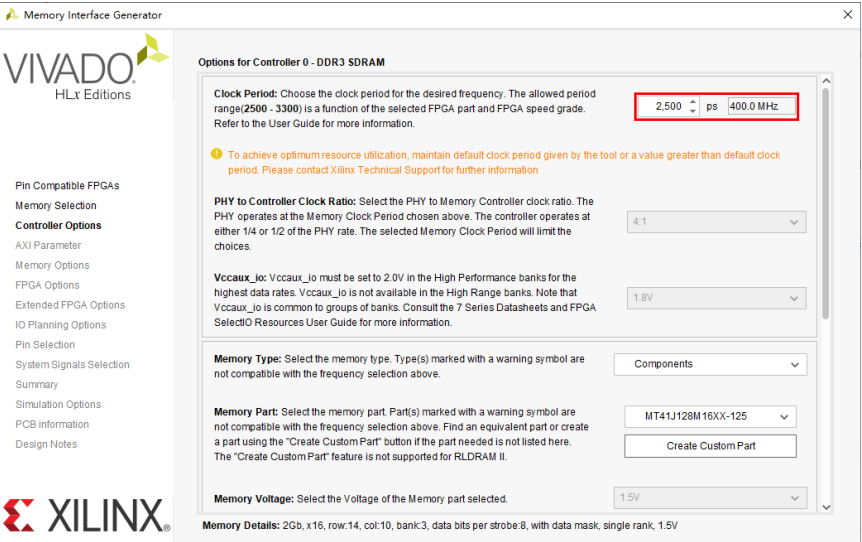 Memory Interface Generator
VIVADO.
HLx Editions
Pin Compatible FPGAs
Memory Selection
Controller Options
AXI Parameter
Memory Options
FPGA Options
Extended FPGA Options
IO Planning Options
Pin Selection
System Signals Selection
Summary
Simulation Options
PCB information
Design Notes
XILINX®
Options for Controller 0 - DDR3 SDRAM
Clock Period: Choose the clock period for the desired frequency. The allowed period
range(2500 - 3300) is a function of the selected FPGA part and FPGA speed grade.
Refer to the User Guide for more information.
2,500 ps 400.0 MHz
To achieve optimum resource utilization, maintain default clock period given by the tool or a value greater than default clock
period. Please contact Xilinx Technical Support for further information
PHY to Controller Clock Ratio: Select the PHY to Memory Controller clock ratio. The
PHY operates at the Memory Clock Period chosen above. The controller operates at
either 1/4 or 1/2 of the PHY rate. The selected Memory Clock Period will limit the
choices.
4:1
Vccaux_io: Vccaux_io must be set to 2.0V in the High Performance banks for the
highest data rates. Vccaux_io is not available in the High Range banks. Note that
Vccaux_io is common to groups of banks. Consult the 7 Series Datasheets and FPGA
SelectIO Resources User Guide for more information.
1.8V
Memory Type: Select the memory type. Type(s) marked with a warning symbol are
not compatible with the frequency selection above.
Components
Memory Part: Select the memory part. Part(s) marked with a warning symbol are
not compatible with the frequency selection above. Find an equivalent part or create
a part using the "Create Custom Part" button if the part needed is not listed here.
The "Create Custom Part" feature is not supported for RLDRAM II.
MT41J128M16XX-125
Create Custom Part
Memory Voltage: Select the Voltage of the Memory part selected.
1.5V
Memory Details: 2Gb, x16, row:14, col:10, bank:3, data bits per strobe:8, with data mask, single rank, 1.5V